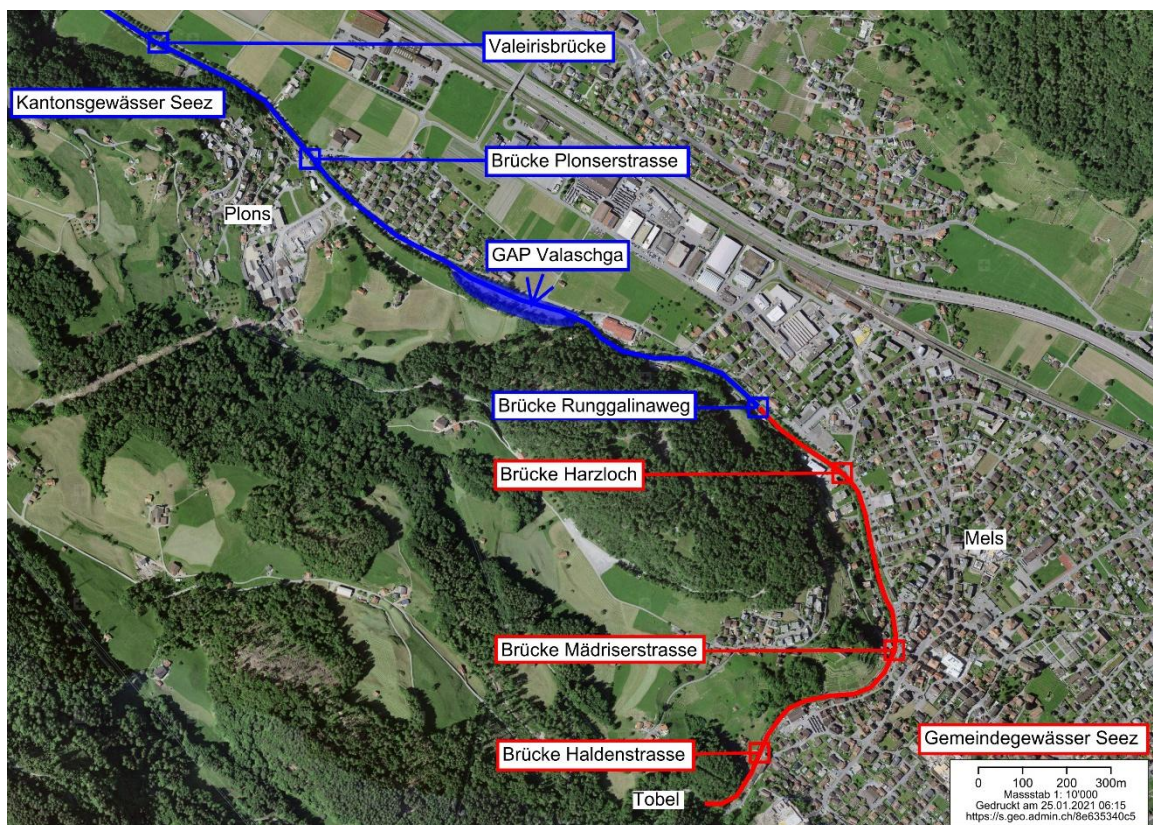 Valeirisbrücke
Kantonsgewässer Seez
Brücke Plonserstrasse
Plons
GAP Valaschga
Brücke Runggalinaweg
Brücke Harzloch
Mels
Brücke Mädriserstrasse
Gemeindegewässer Seez
Brücke Haldenstrasse
Tobel
0 100 200 300m
Massstab 1: 10'000
Gedruckt am 25.01.2021 06:15
https://s.geo.admin.ch/8e635340c5